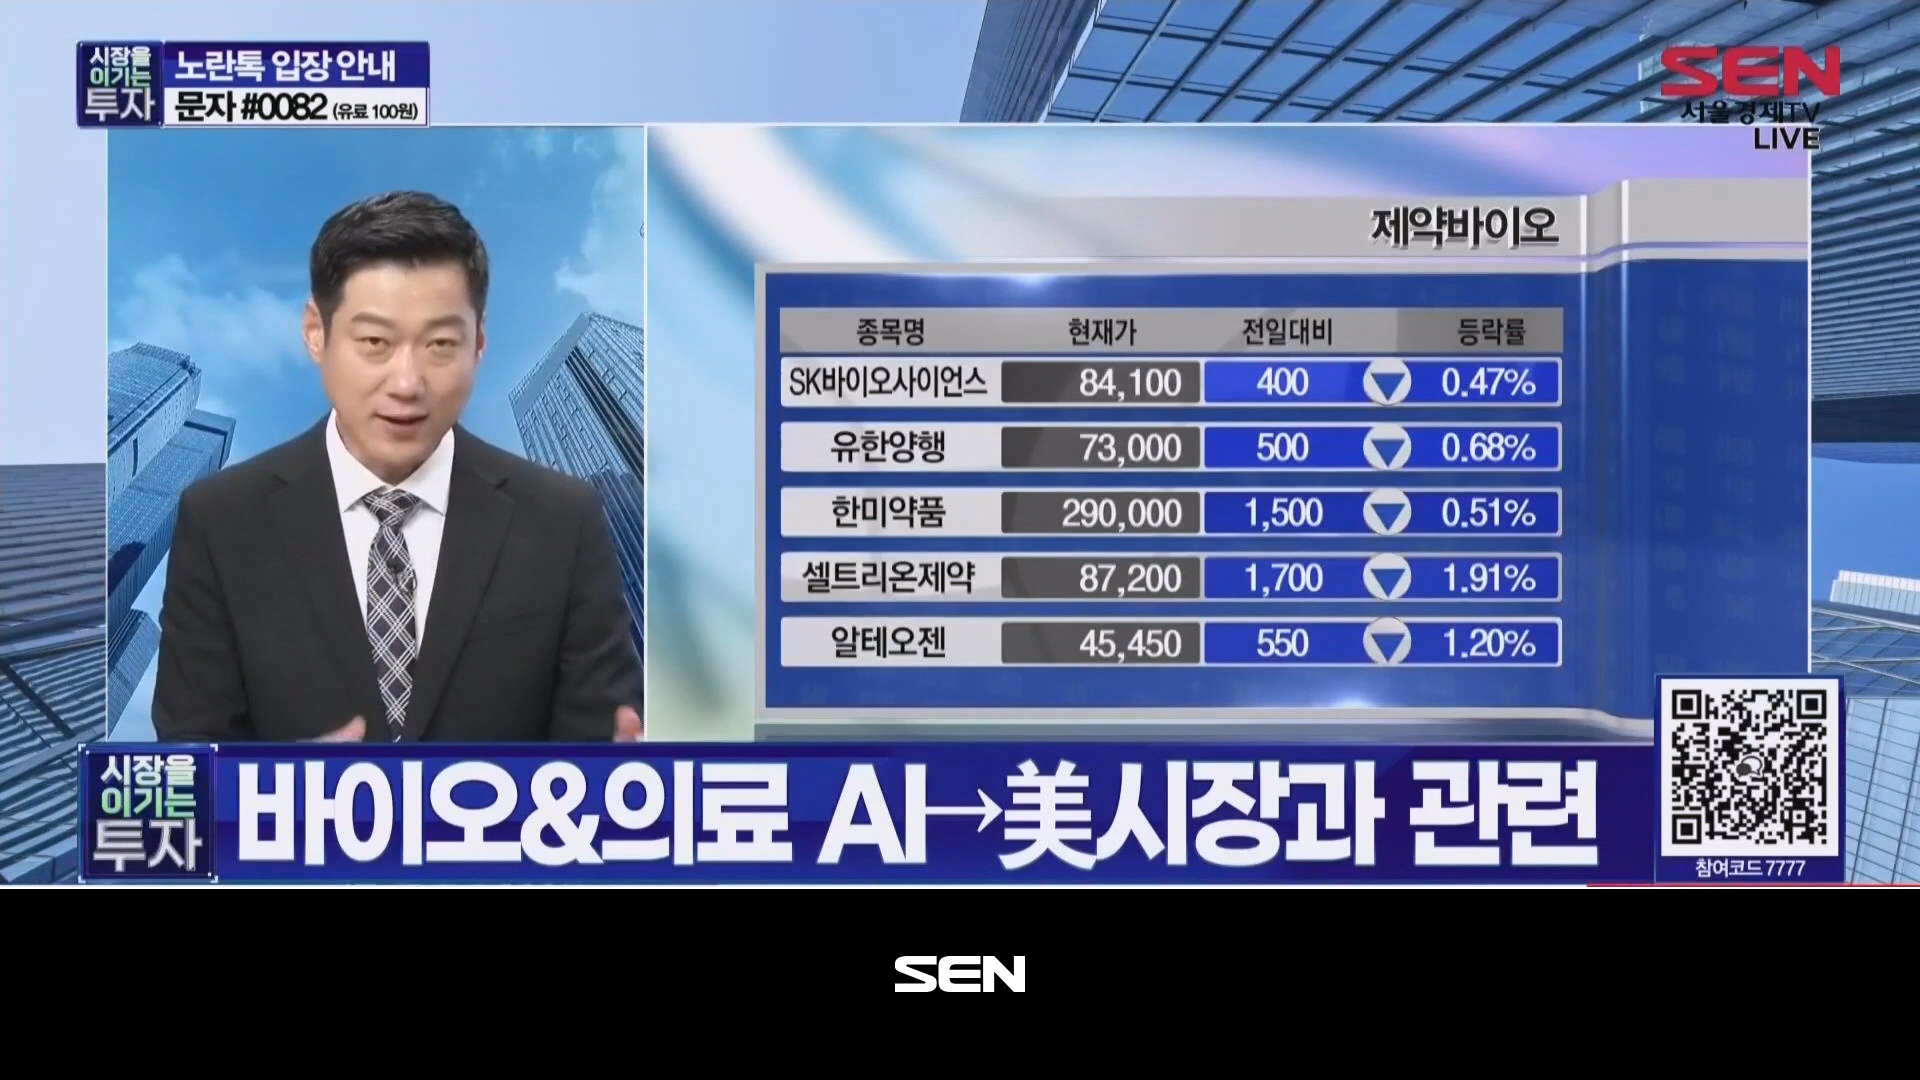 시장을
이기는
투자
노란톡 입장 안내
문자 #0082 (유료 100원)
SEN
서울경제TV
LIVE
제약바이오
종목명 현재가 전일대비 등락률
SK바이오사이언스 84,100 400 ▼ 0.47%
유한양행 73,000 500 ▼ 0.68%
한미약품 290,000 1,500 ▼ 0.51%
셀트리온제약 87,200 1,700 ▼ 1.91%
알테오젠 45,450 550 ▼ 1.20%
시장을
이기는
투자
바이오&의료 AI→美시장과 관련
참여코드 7777
SEN